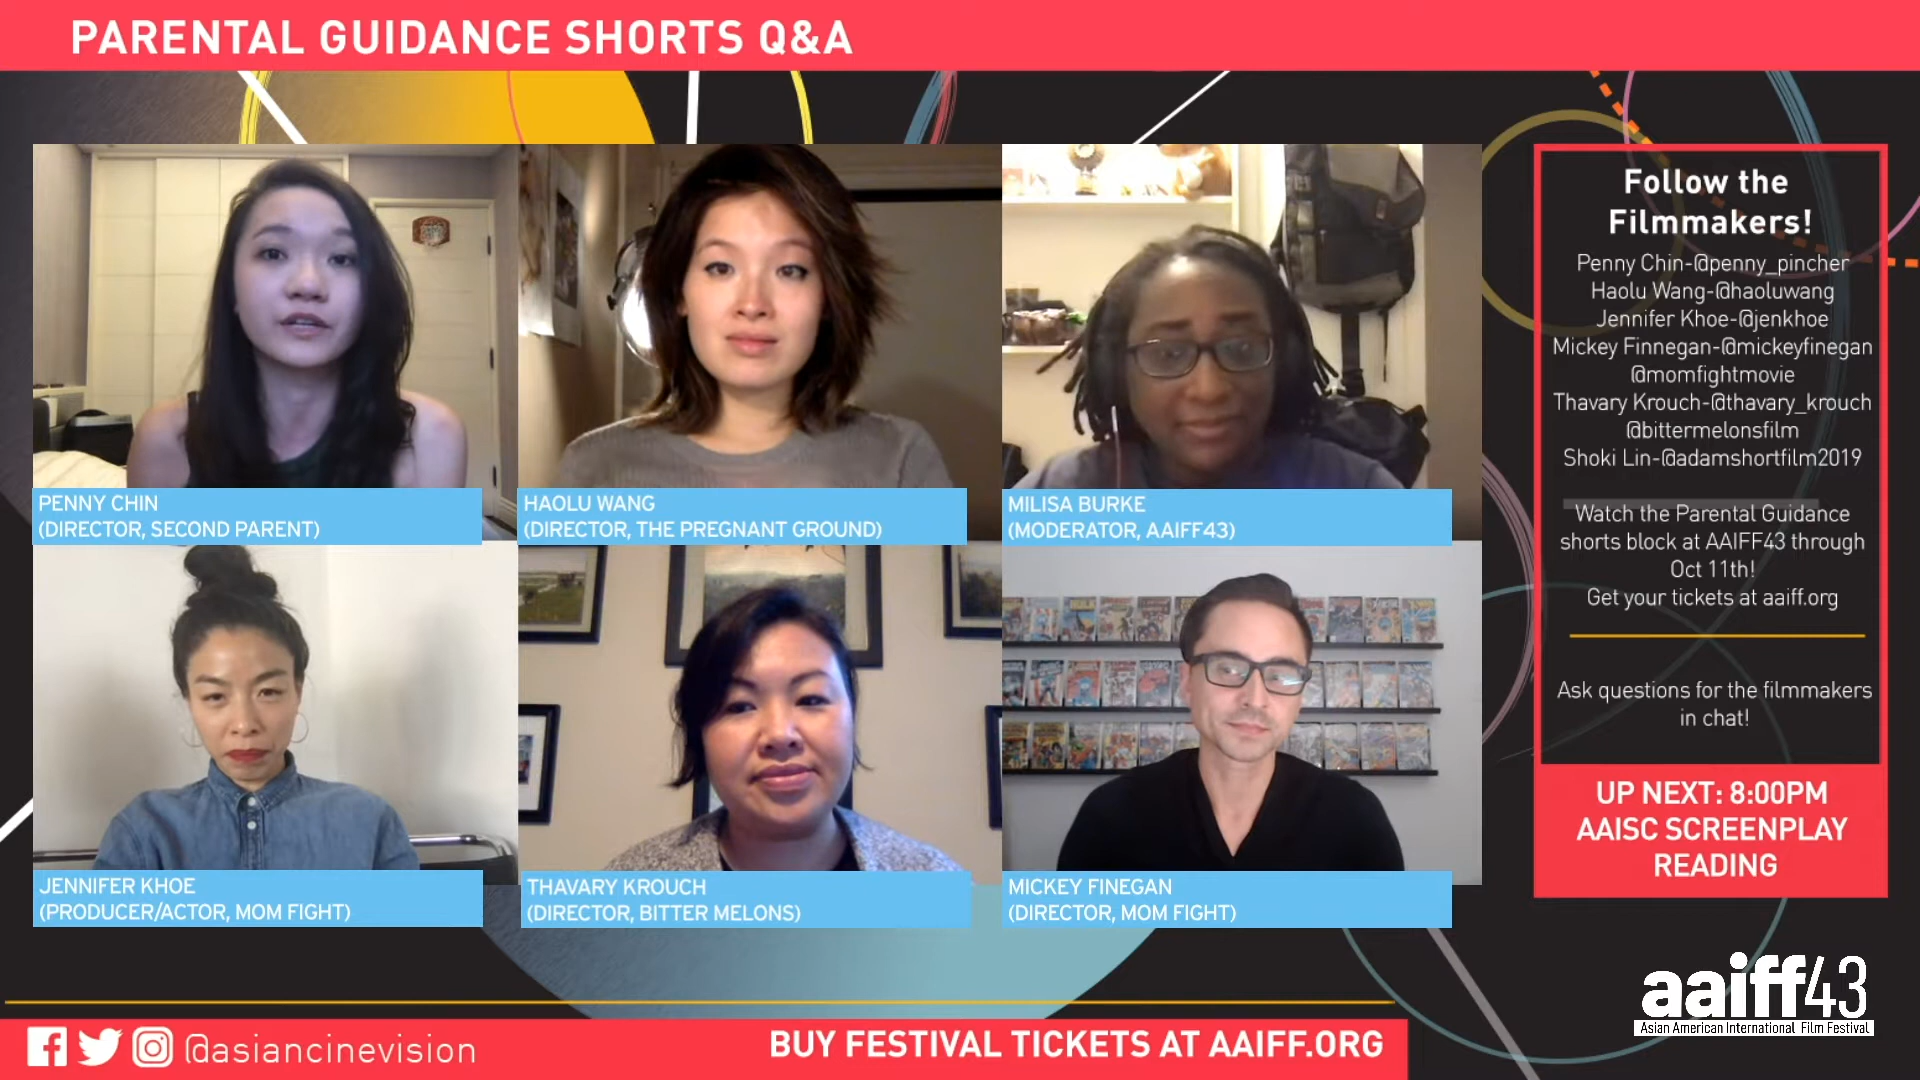 PARENTAL GUIDANCE SHORTS Q&A
PENNY CHIN
(DIRECTOR, SECOND PARENT)
HAOLU WANG
(DIRECTOR, THE PREGNANT GROUND)
MILISA BURKE
(MODERATOR, AAIFF43)
JENNIFER KHOE
(PRODUCER/ACTOR, MOM FIGHT)
THAVARY KROUCH
(DIRECTOR, BITTER MELONS)
MICKEY FINEGAN
(DIRECTOR, MOM FIGHT)
Follow the
Filmmakers!
Penny Chin-@penny_pincher
Haolu Wang-@haoluwang
Jennifer Khoe-@jenkhoe
Mickey Finnegan-@mickeyfinegan
@momfightmovie
Thavary Krouch-@thavary_krouch
@bittermelonsfilm
Shoki Lin-@adamshortfilm2019
Watch the Parental Guidance
shorts block at AAIFF43 through
Oct 11th!
Get your tickets at aaiff.org
Ask questions for the filmmakers
in chat!
UP NEXT: 8:00PM
AAISC SCREENPLAY
READING
aaiff43
Asian American International Film Festival
@asiancinevision
BUY FESTIVAL TICKETS AT AAIFF.ORG